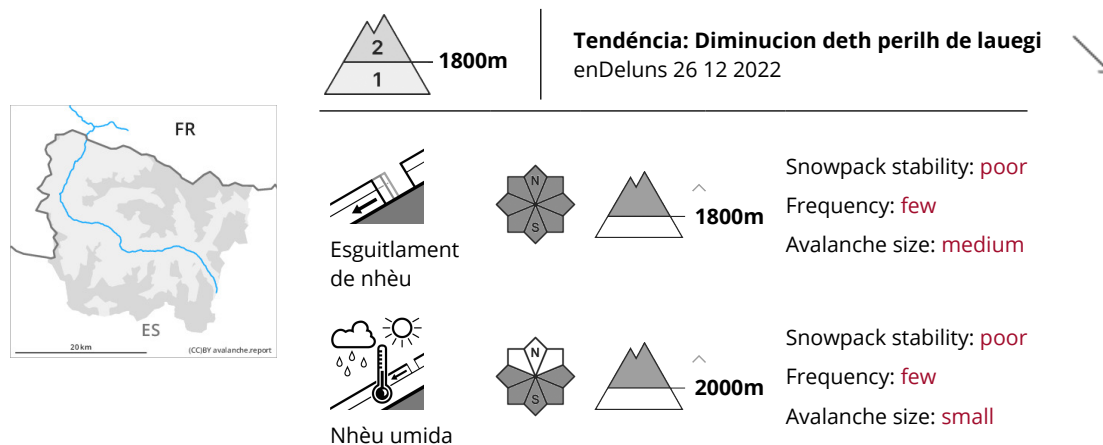 2
1
1800m
Tendéncia: Diminucion deth perilh de lauegi
enDeluns 26 12 2022
FR
ES
20 km
(CC)BY avalanche.report
Esguitlament
de nhèu
N
S
1800m
Snowpack stability: poor
Frequency: few
Avalanche size: medium
Nhèu umida
N
S
2000m
Snowpack stability: poor
Frequency: few
Avalanche size: small